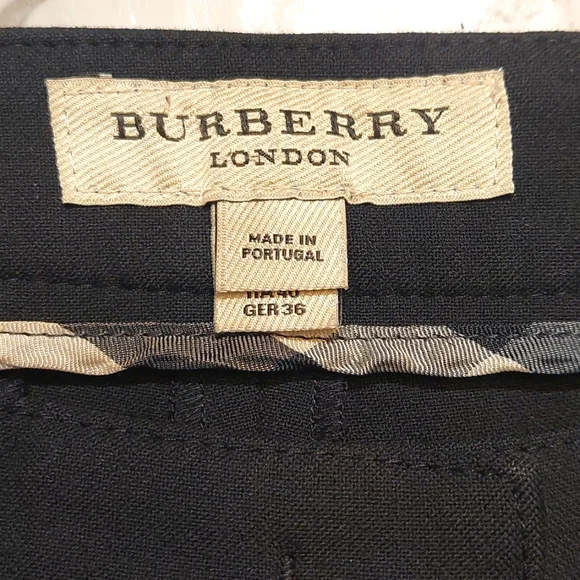 BURBERRY
LONDON
MADE IN
PORTUGAL
GER 36